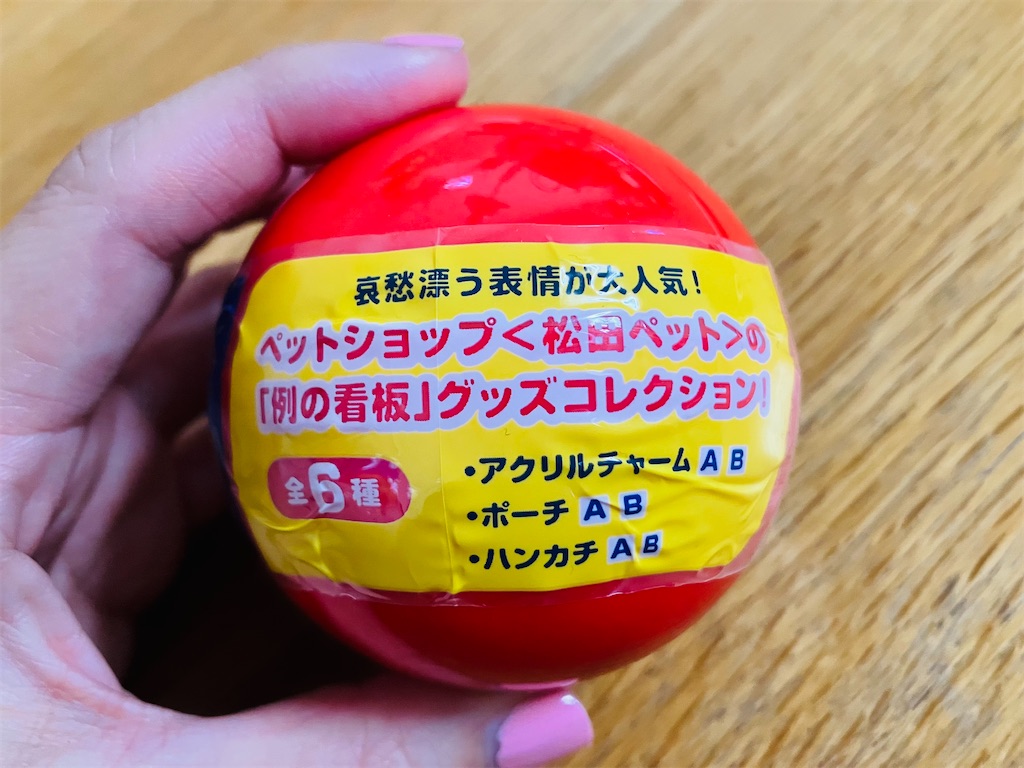 哀愁漂う表情が大人気!
ペットショップ<松田ペット>の
「例の看板」グッズコレクション!
全6種
・アクリルチャーム A B
・ポーチ A B
・ハンカチ A B